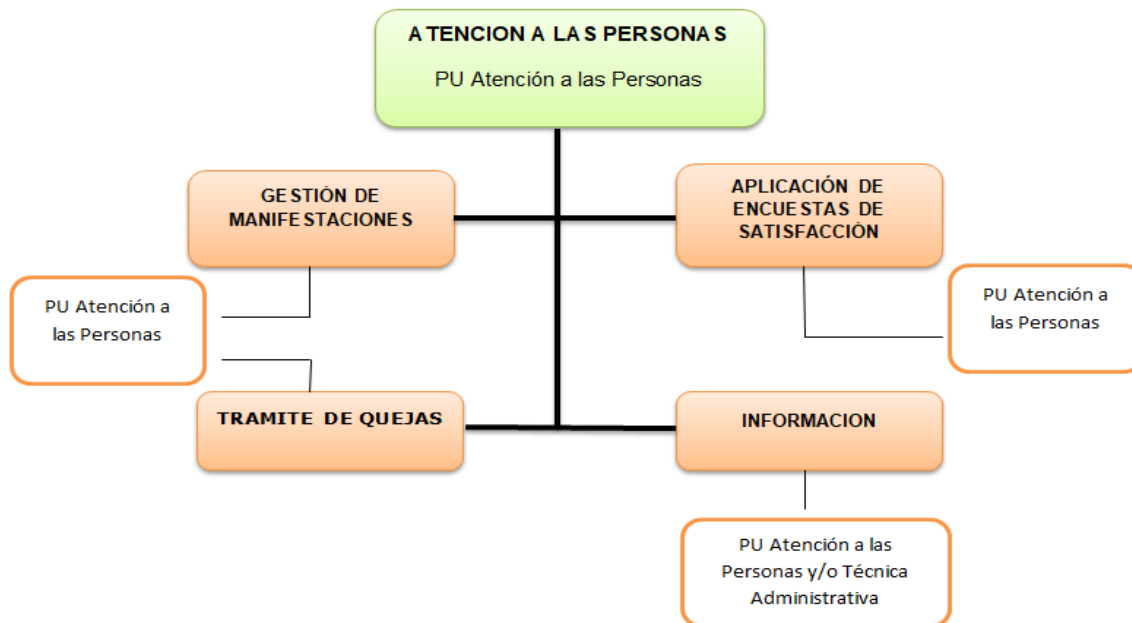 ATENCION A LAS PERSONAS
PU Atención a las Personas
GESTIÓN DE
MANIFESTACIONES
APLICACIÓN DE
ENCUESTAS DE
SATISFACCIÓN
PU Atención a
las Personas
PU Atención a
las Personas
TRAMITE DE QUEJAS
INFORMACION
PU Atención a las
Personas y/o Técnica
Administrativa